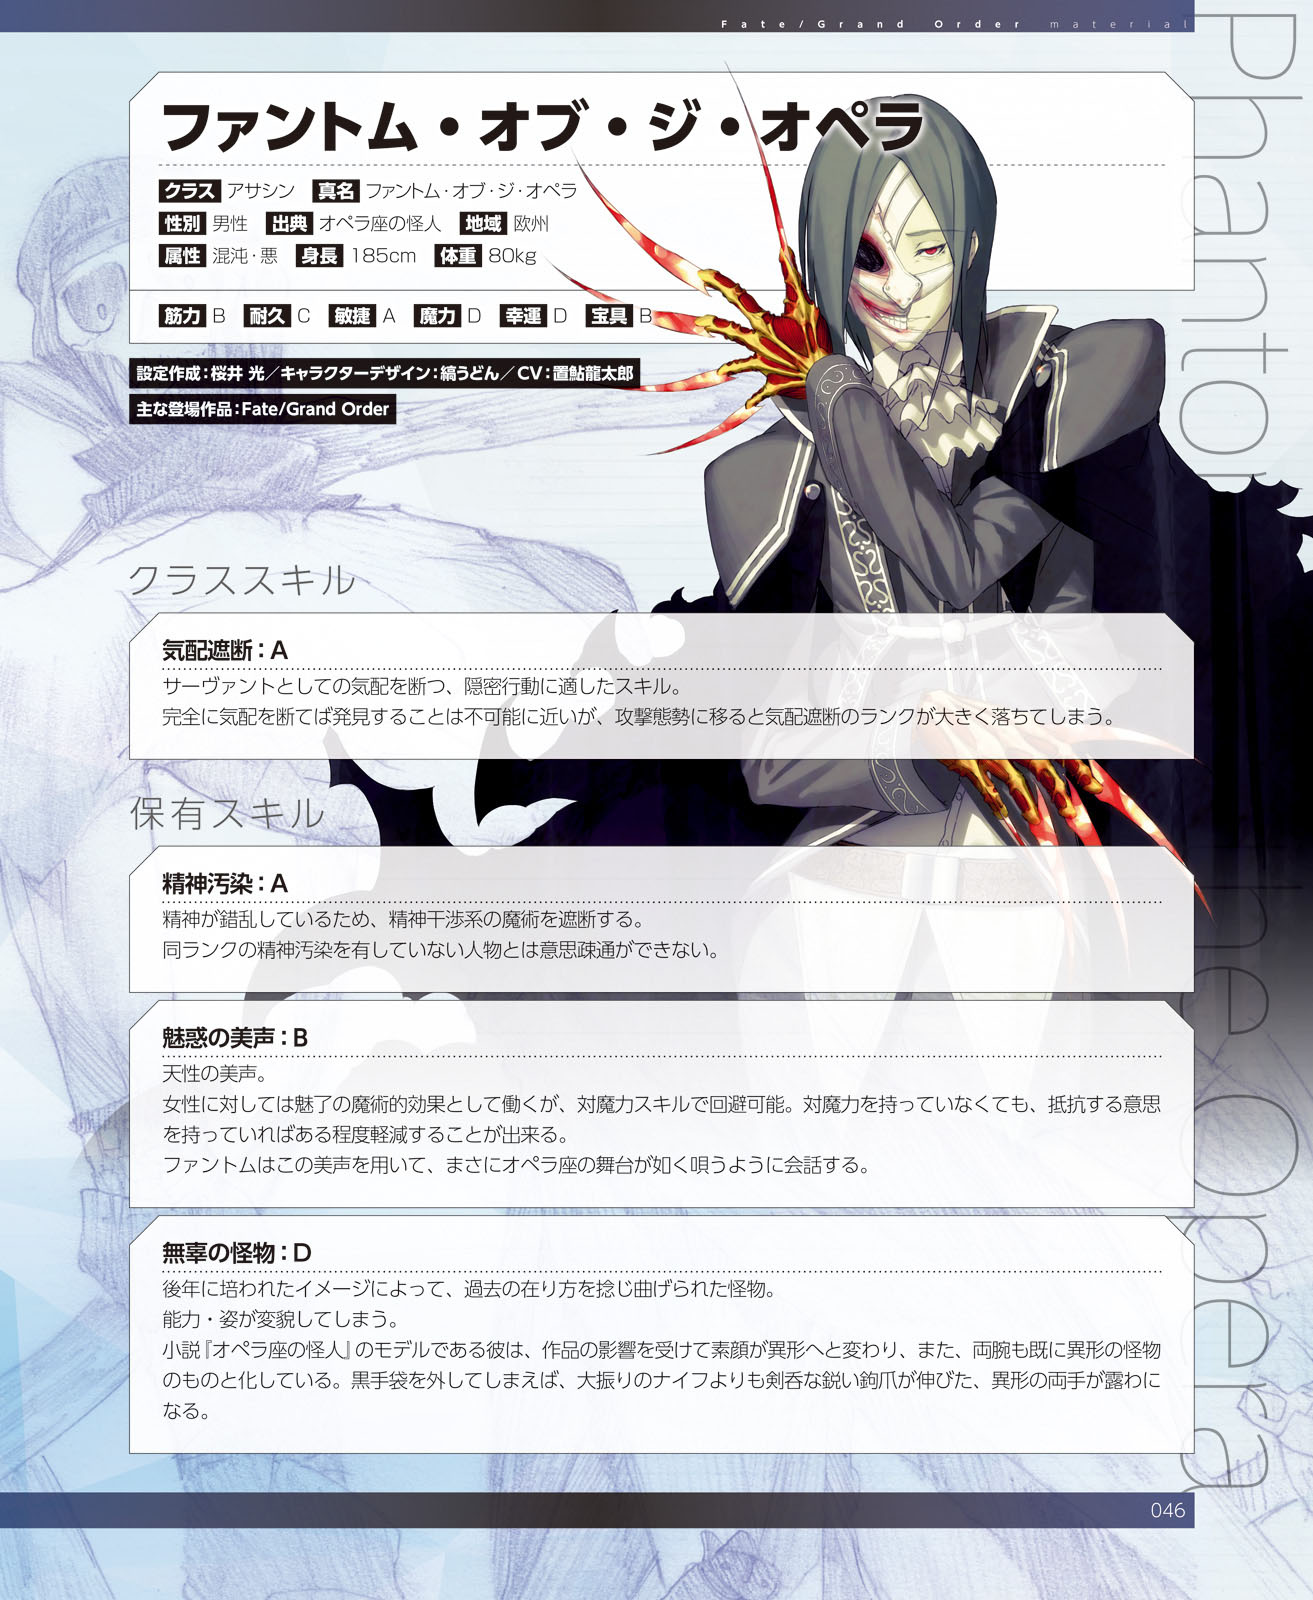 Fate/Grand Order material
Phantom
the Opera
ファントム・オブ・ジ・オペラ
クラス アサシン 真名 ファントム・オブ・ジ・オペラ
性別 男性 出典 オペラ座の怪人 地域 欧州
属性 混沌・悪 身長 185cm 体重 80kg
筋力 B 耐久 C 敏捷 A 魔力 D 幸運 D 宝具 B
設定作成：桜井 光／キャラクターデザイン：縞うどん／CV：置鮎龍太郎
主な登場作品：Fate/Grand Order
クラススキル
気配遮断：A
サーヴァントとしての気配を断つ、隠密行動に適したスキル。
完全に気配を断てば発見することは不可能に近いが、攻撃態勢に移ると気配遮断のランクが大きく落ちてしまう。
保有スキル
精神汚染：A
精神が錯乱しているため、精神干渉系の魔術を遮断する。
同ランクの精神汚染を有していない人物とは意思疎通ができない。
魅惑の美声：B
天性の美声。
女性に対しては魅了の魔術的効果として働くが、対魔力スキルで回避可能。対魔力を持っていなくても、抵抗する意思
を持っていればある程度軽減することが出来る。
ファントムはこの美声を用いて、まさにオペラ座の舞台が如く唄うように会話する。
無辜の怪物：D
後年に培われたイメージによって、過去の在り方を捻じ曲げられた怪物。
能力・姿が変貌してしまう。
小説『オペラ座の怪人』のモデルである彼は、作品の影響を受けて素顔が異形へと変わり、また、両腕も既に異形の怪物
のものと化している。黒手袋を外してしまえば、大振りのナイフよりも剣呑な鋭い鉤爪が伸びた、異形の両手が露わに
なる。
046